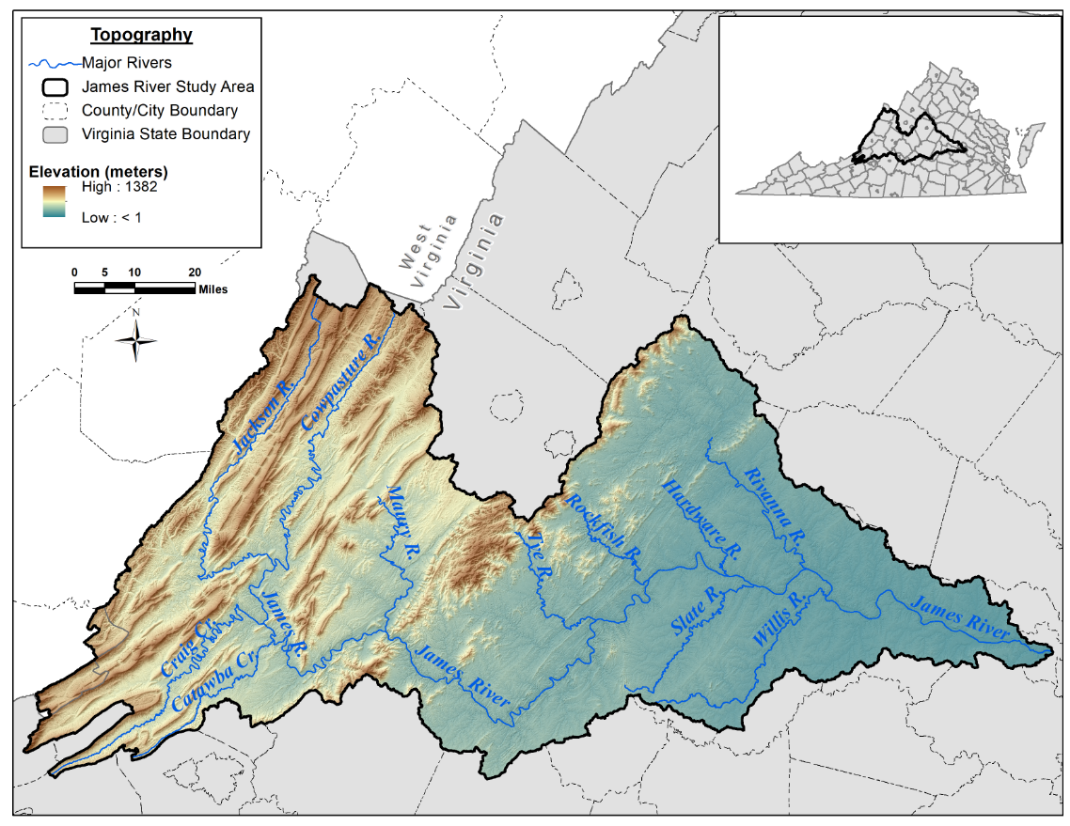 Topography
Major Rivers
James River Study Area
County/City Boundary
Virginia State Boundary
Elevation (meters)
High : 1382
Low : < 1
0 5 10 20
Miles
N
West
Virginia
Virginia
Jackson R.
Cowpasture R.
Maury R.
Tye R.
Rockfish R.
Hardware R.
Rivanna R.
Slate R.
Willis R.
James River
James R.
Craig Cr.
Catawba Cr.
James River